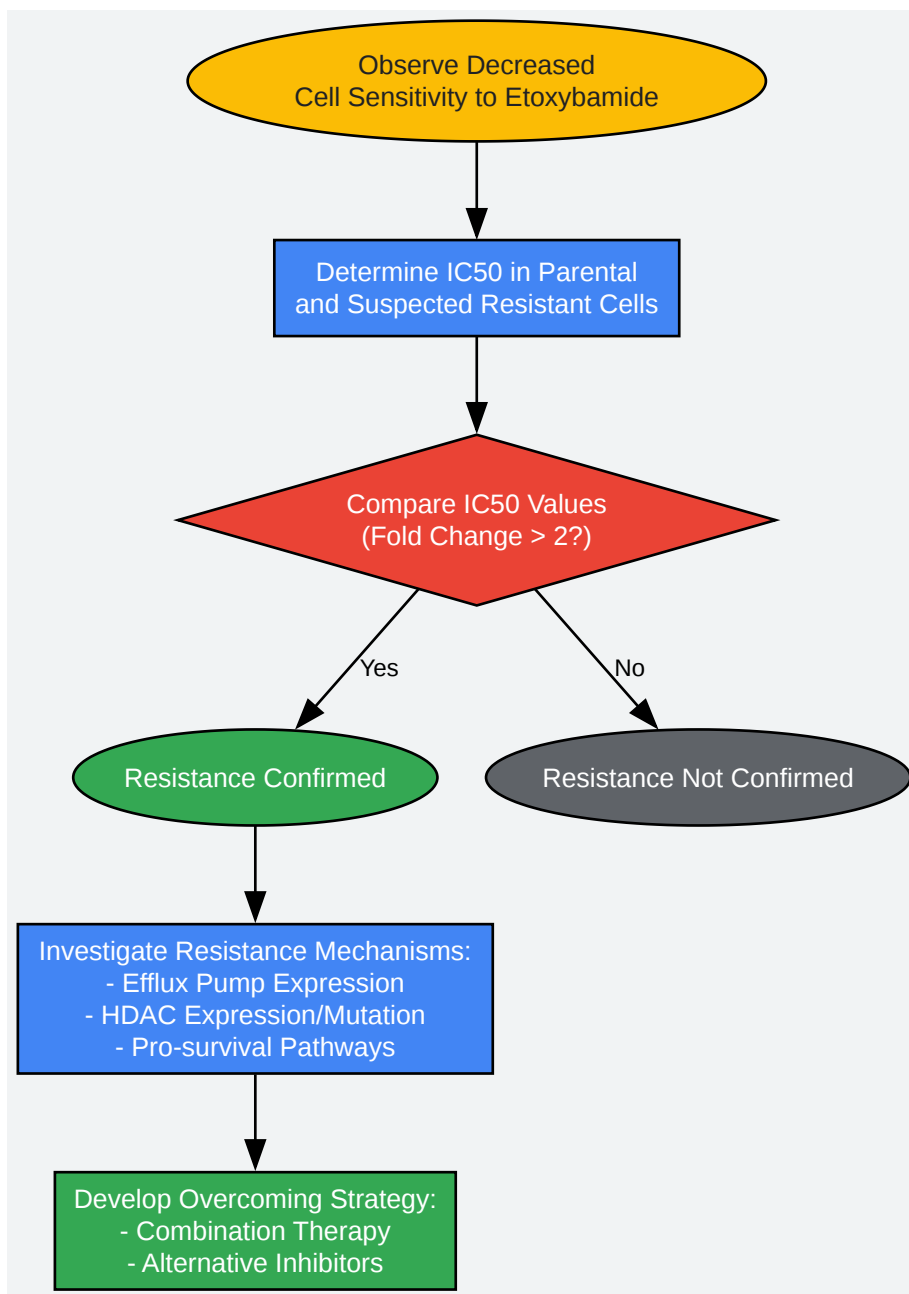 Observe Decreased
Cell Sensitivity to Etoxybamide
Determine IC50 in Parental
and Suspected Resistant Cells
Compare IC50 Values
(Fold Change > 2?)
Yes
No
Resistance Confirmed
Resistance Not Confirmed
Investigate Resistance Mechanisms:
- Efflux Pump Expression
- HDAC Expression/Mutation
- Pro-survival Pathways
Develop Overcoming Strategy:
- Combination Therapy
- Alternative Inhibitors